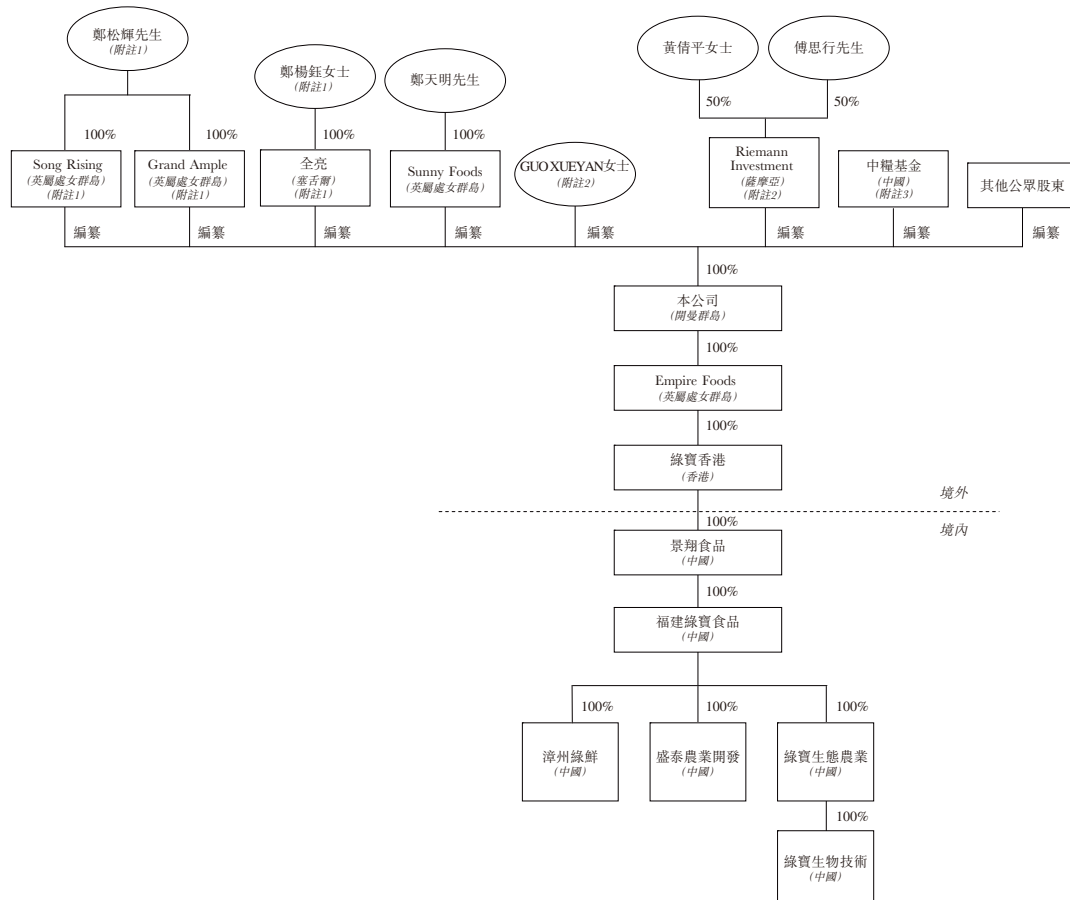 鄭松輝先生
(附註1)
鄭楊鈺女士
(附註1)
鄭天明先生
黃倩平女士
傅思行先生
100%
100%
100%
100%
50%
50%
Song Rising
(英屬處女群島)
(附註1)
Grand Ample
(英屬處女群島)
(附註1)
全亮
(塞舌爾)
(附註1)
Sunny Foods
(英屬處女群島)
GUO XUEYAN女士
(附註2)
Riemann
Investment
(薩摩亞)
(附註2)
中糧基金
(中國)
(附註3)
其他公眾股東
編纂
編纂
編纂
編纂
編纂
編纂
編纂
編纂
100%
本公司
(開曼群島)
100%
Empire Foods
(英屬處女群島)
100%
綠寶香港
(香港)
境外
100%
境內
景翔食品
(中國)
100%
福建綠寶食品
(中國)
100%
100%
100%
漳州綠鮮
(中國)
盛泰農業開發
(中國)
綠寶生態農業
(中國)
100%
綠寶生物技術
(中國)